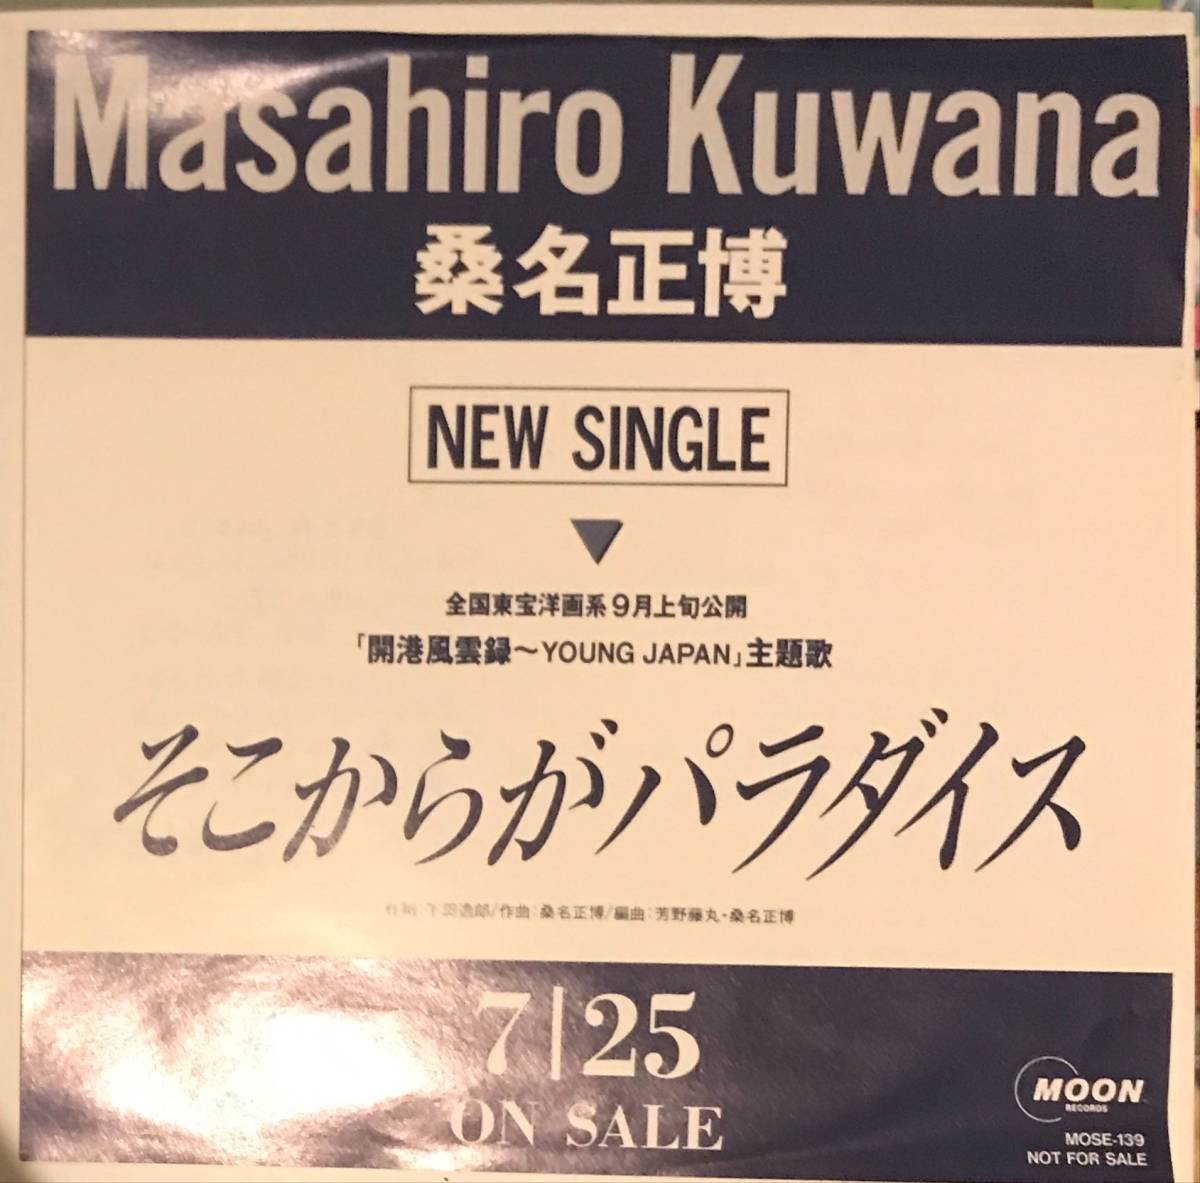 Masahiro Kuwana
桑名正博
NEW SINGLE
全国東宝洋画系9月上旬公開
「開港風雲録〜YOUNG JAPAN」主題歌
そこからがパラダイス
作詞:下田逸郎/作曲:桑名正博/編曲:芳野藤丸・桑名正博
7|25
ON SALE
MOON
RECORDS
MOSE-139
NOT FOR SALE